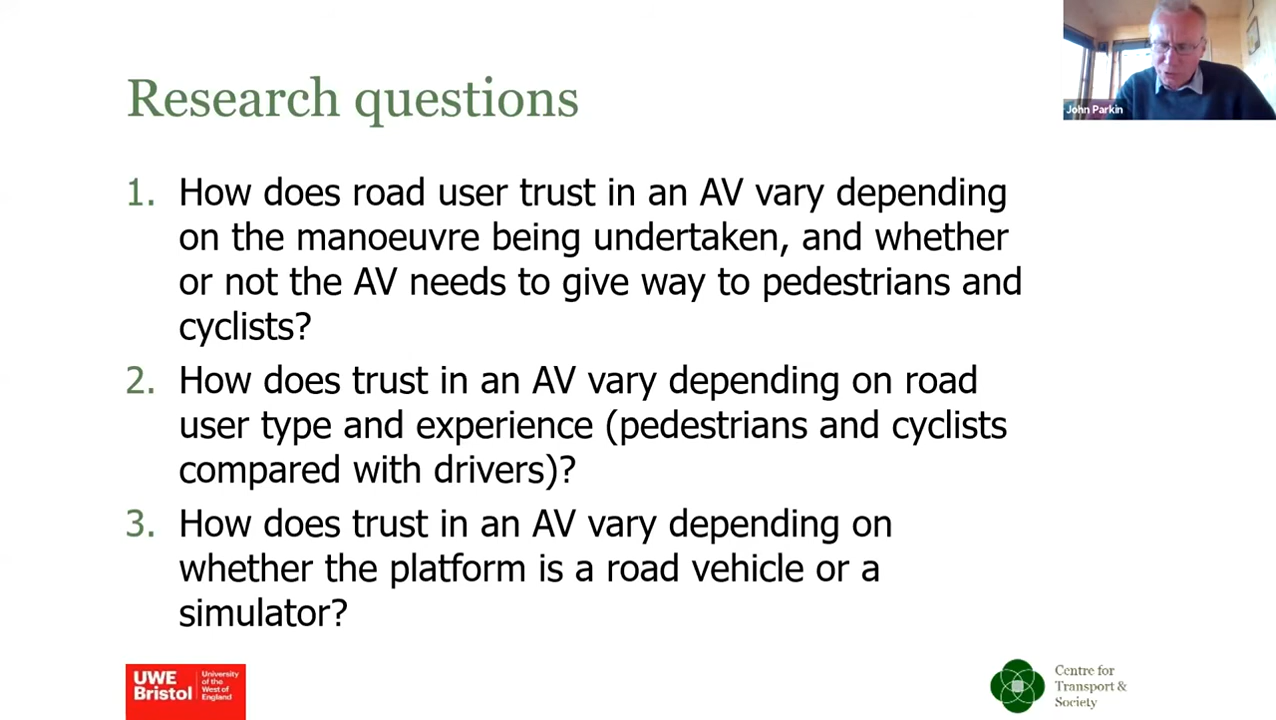 Research questions
John Parkin
1. How does road user trust in an AV vary depending
on the manoeuvre being undertaken, and whether
or not the AV needs to give way to pedestrians and
cyclists?
2. How does trust in an AV vary depending on road
user type and experience (pedestrians and cyclists
compared with drivers)?
3. How does trust in an AV vary depending on
whether the platform is a road vehicle or a
simulator?
UWE
Bristol
University
of the
West of
England
Centre for
Transport &
Society